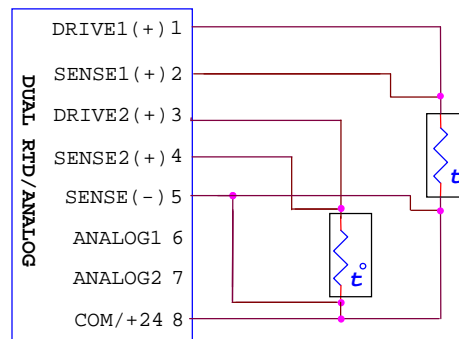 DUAL RTD/ANALOG
DRIVE1(+) 1
SENSE1(+) 2
DRIVE2(+) 3
SENSE2(+) 4
SENSE(-) 5
ANALOG1 6
ANALOG2 7
COM/+24 8
t
t°